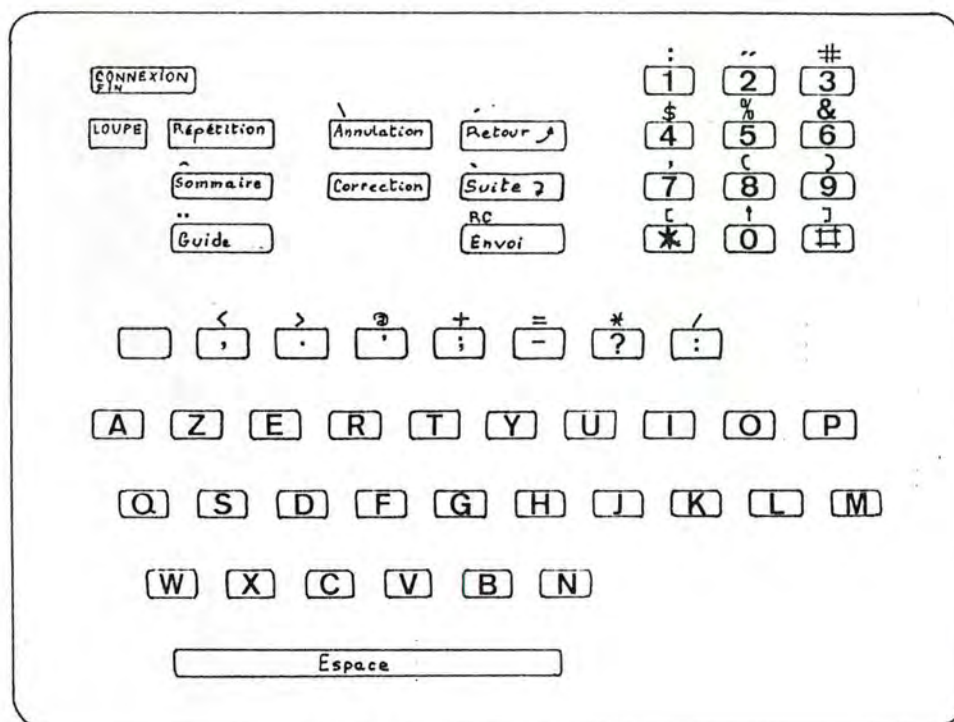 : " #
CONNEXION FIN 1 2 3
\ ´ $ % &
LOUPE Répétition Annulation Retour 4 5 6
^ ` ' ( )
Sommaire Correction Suite 7 8 9
¨ RC [ ↑ ]
Guide Envoi * 0 #
< > @ + = * /
, . ' ; - ? :
A Z E R T Y U I O P
Q S D F G H J K L M
W X C V B N
Espace